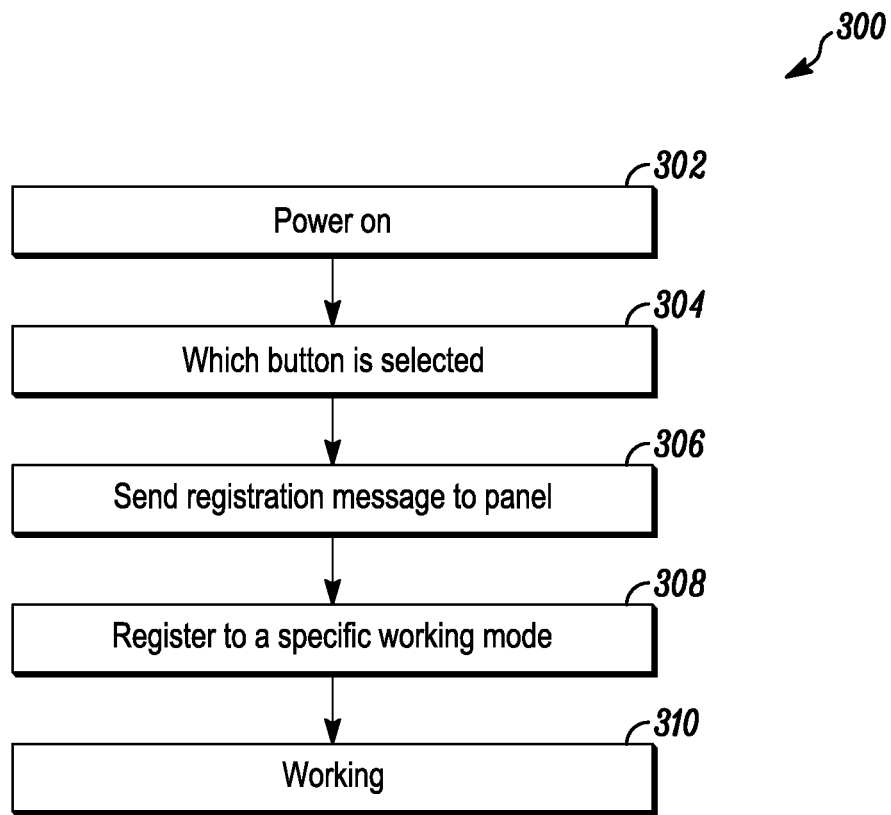 300
302
Power on
304
Which button is selected
306
Send registration message to panel
308
Register to a specific working mode
310
Working